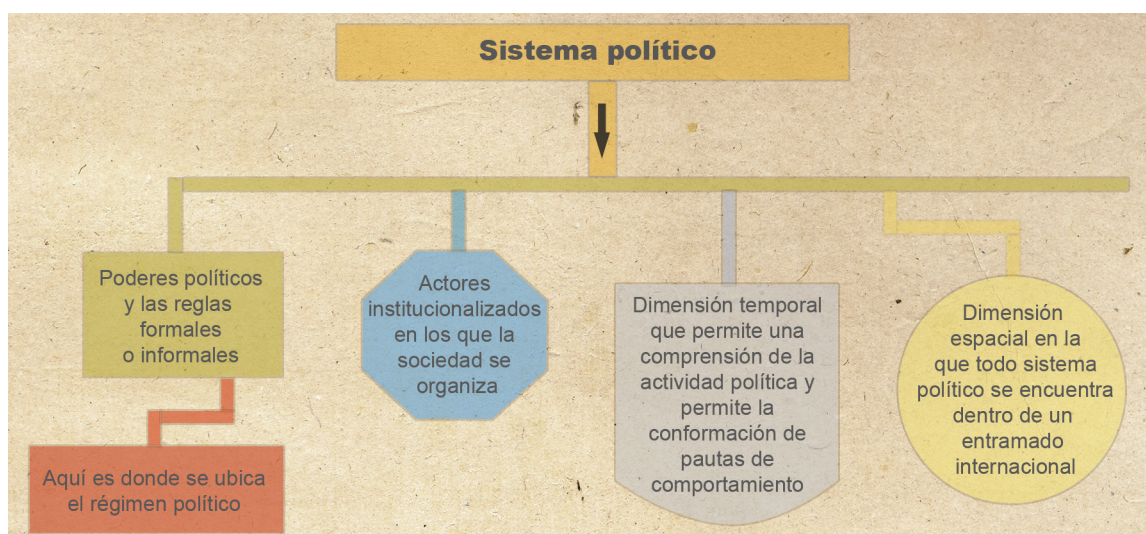 Sistema político
Poderes políticos
y las reglas
formales
o informales
Aquí es donde se ubica
el régimen político
Actores
institucionalizados
en los que la
sociedad se
organiza
Dimensión temporal
que permite una
comprensión de la
actividad política y
permite la
conformación de
pautas de
comportamiento
Dimensión
espacial en la
que todo sistema
político se encuentra
dentro de un
entramado
internacional